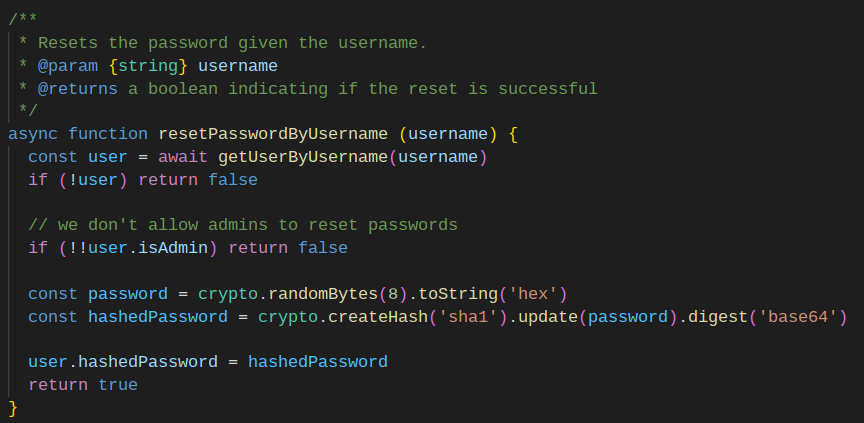 /**
 * Resets the password given the username.
 * @param {string} username
 * @returns a boolean indicating if the reset is successful
 */
async function resetPasswordByUsername (username) {
  const user = await getUserByUsername(username)
  if (!user) return false

  // we don't allow admins to reset passwords
  if (!!user.isAdmin) return false

  const password = crypto.randomBytes(8).toString('hex')
  const hashedPassword = crypto.createHash('sha1').update(password).digest('base64')

  user.hashedPassword = hashedPassword
  return true
}